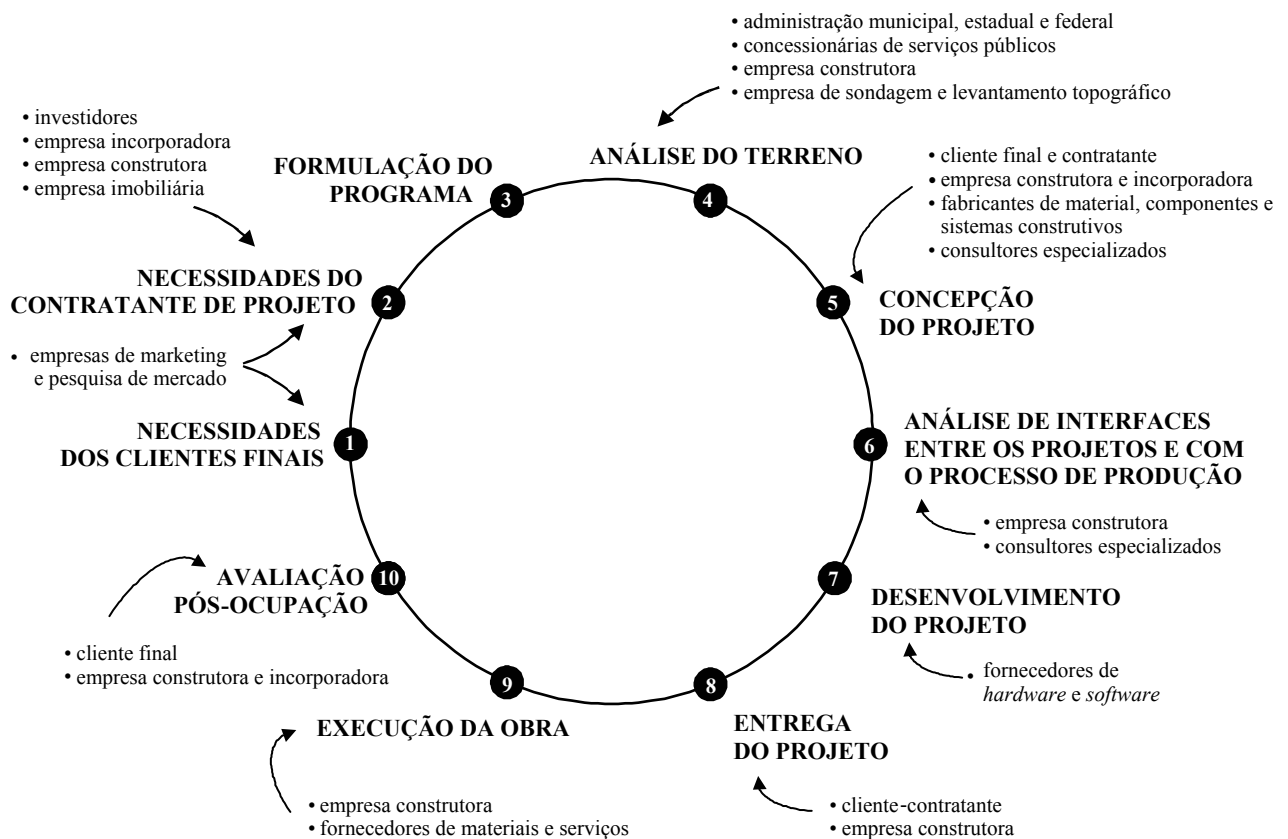 • administração municipal, estadual e federal
• concessionárias de serviços públicos
• empresa construtora
• empresa de sondagem e levantamento topográfico
• investidores
• empresa incorporadora
• empresa construtora
• empresa imobiliária
FORMULAÇÃO DO
PROGRAMA
3
ANÁLISE DO TERRENO
4
• cliente final e contratante
• empresa construtora e incorporadora
• fabricantes de material, componentes e
sistemas construtivos
• consultores especializados
NECESSIDADES DO
CONTRATANTE DE PROJETO
2
5
CONCEPÇÃO
DO PROJETO
• empresas de marketing
e pesquisa de mercado
NECESSIDADES
DOS CLIENTES FINAIS
1
6
ANÁLISE DE INTERFACES
ENTRE OS PROJETOS E COM
O PROCESSO DE PRODUÇÃO
• empresa construtora
• consultores especializados
AVALIAÇÃO
PÓS-OCUPAÇÃO
10
7
DESENVOLVIMENTO
DO PROJETO
• cliente final
• empresa construtora e incorporadora
• fornecedores de
hardware e software
9
EXECUÇÃO DA OBRA
8
ENTREGA
DO PROJETO
• empresa construtora
• fornecedores de materiais e serviços
• cliente-contratante
• empresa construtora